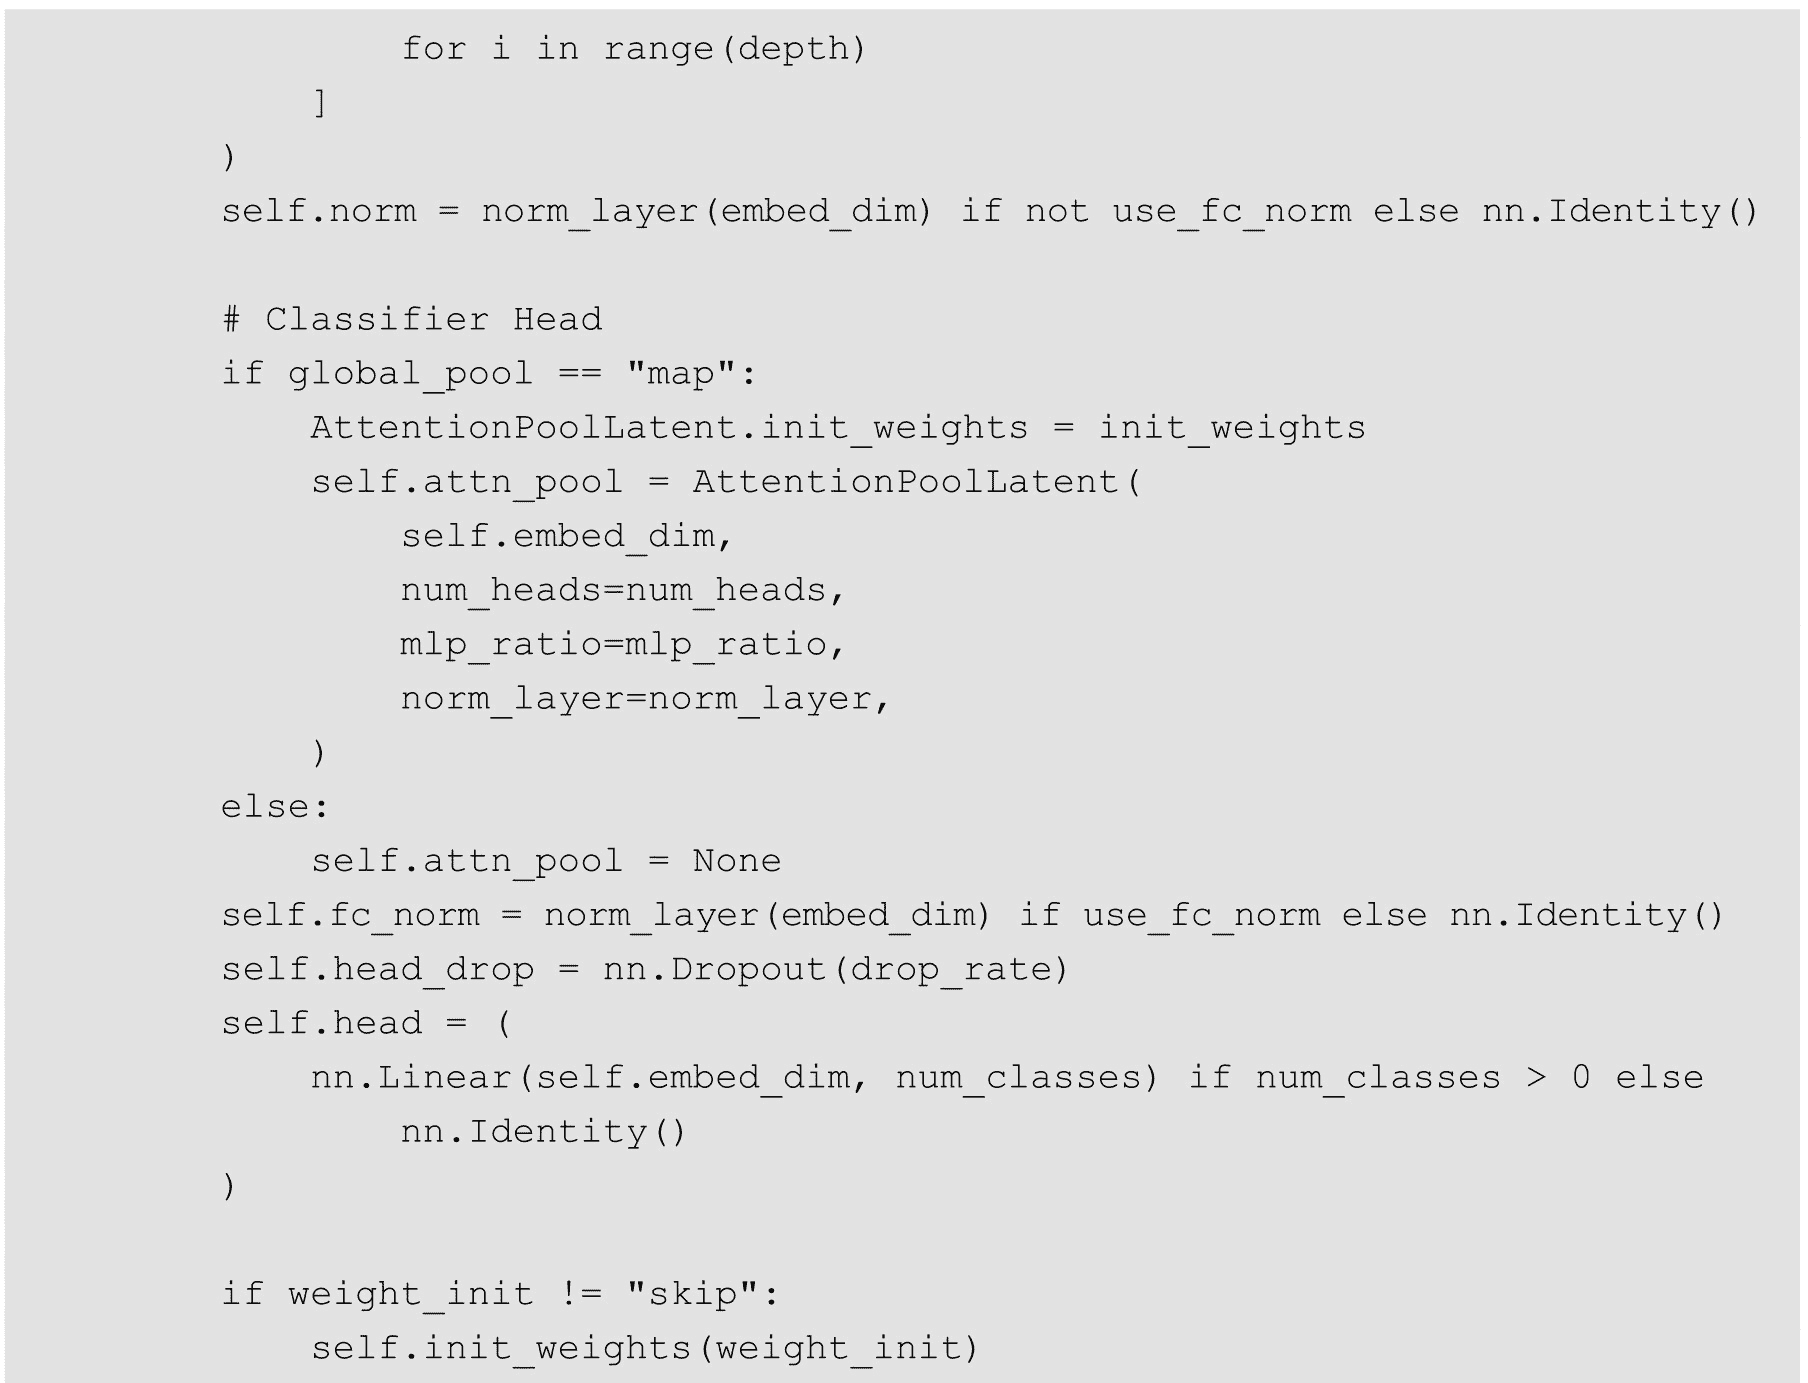 for i in range(depth)
        ]
    )
    self.norm = norm_layer(embed_dim) if not use_fc_norm else nn.Identity()

    # Classifier Head
    if global_pool == "map":
        AttentionPoolLatent.init_weights = init_weights
        self.attn_pool = AttentionPoolLatent(
            self.embed_dim,
            num_heads=num_heads,
            mlp_ratio=mlp_ratio,
            norm_layer=norm_layer,
        )
    else:
        self.attn_pool = None
    self.fc_norm = norm_layer(embed_dim) if use_fc_norm else nn.Identity()
    self.head_drop = nn.Dropout(drop_rate)
    self.head = (
        nn.Linear(self.embed_dim, num_classes) if num_classes > 0 else
            nn.Identity()
    )

    if weight_init != "skip":
        self.init_weights(weight_init)